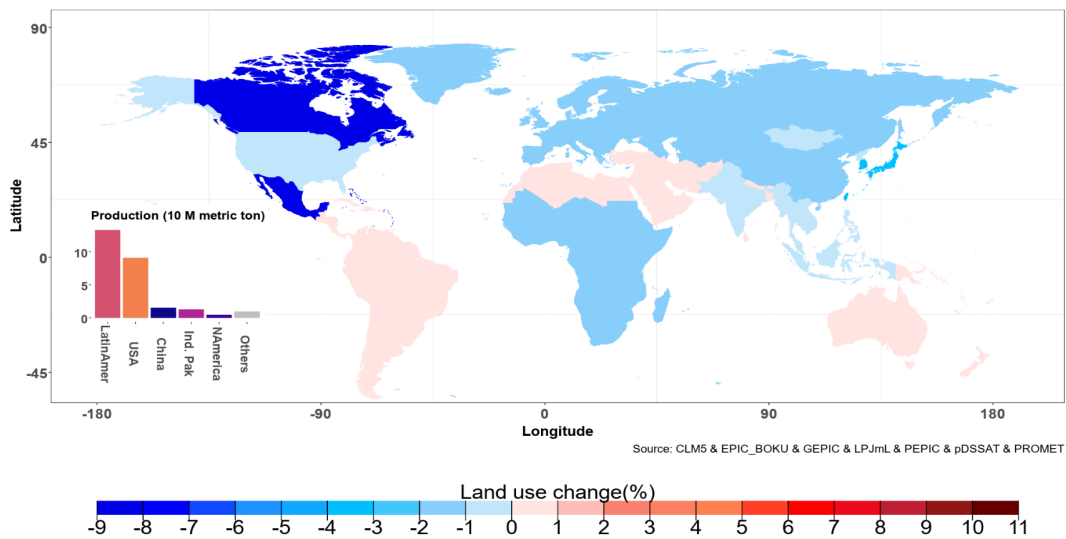 90
45
0
-45
Latitude
Production (10 M metric ton)
10
5
0
LatinAmer
USA
China
Ind. Pak
NAmerica
Others
-180
-90
0
90
180
Longitude
Source: CLM5 & EPIC_BOKU & GEPIC & LPJmL & PEPIC & pDSSAT & PROMET
Land use change(%)
-9 -8 -7 -6 -5 -4 -3 -2 -1 0 1 2 3 4 5 6 7 8 9 10 11